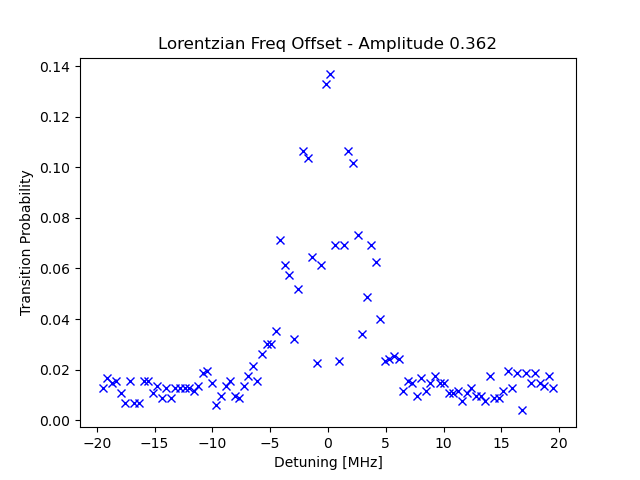 Lorentzian Freq Offset - Amplitude 0.362
0.14
0.12
0.10
0.08
0.06
0.04
0.02
0.00
Transition Probability
−20 −15 −10 −5 0 5 10 15 20
Detuning [MHz]